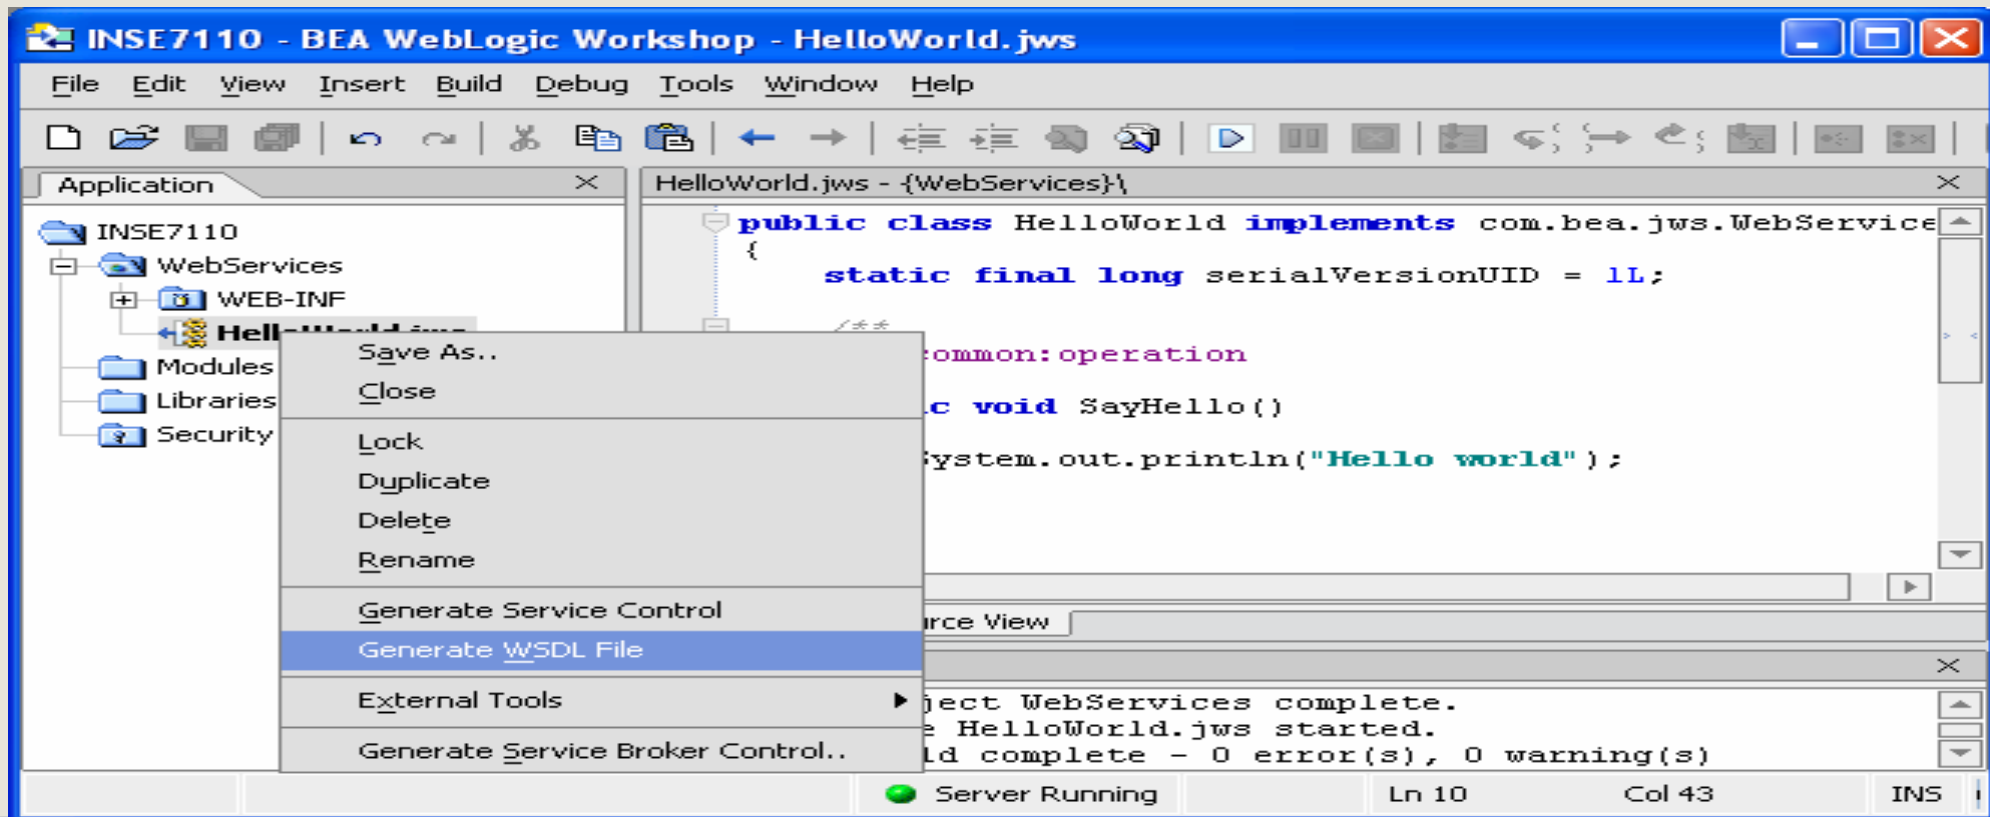 INSE7110 - BEA WebLogic Workshop - HelloWorld.jws
File Edit View Insert Build Debug Tools Window Help
Application
INSE7110
WebServices
WEB-INF
Modules
Libraries
Security
Save As..
Close
Lock
Duplicate
Delete
Rename
Generate Service Control
Generate WSDL File
External Tools
Generate Service Broker Control..
HelloWorld.jws - {WebServices}\
public class HelloWorld implements com.bea.jws.WebService
{
static final long serialVersionUID = 1L;
/**
common:operation
c void SayHello()
System.out.println("Hello world");
rce View
ject WebServices complete.
e HelloWorld.jws started.
ld complete - 0 error(s), 0 warning(s)
Server Running Ln 10 Col 43 INS